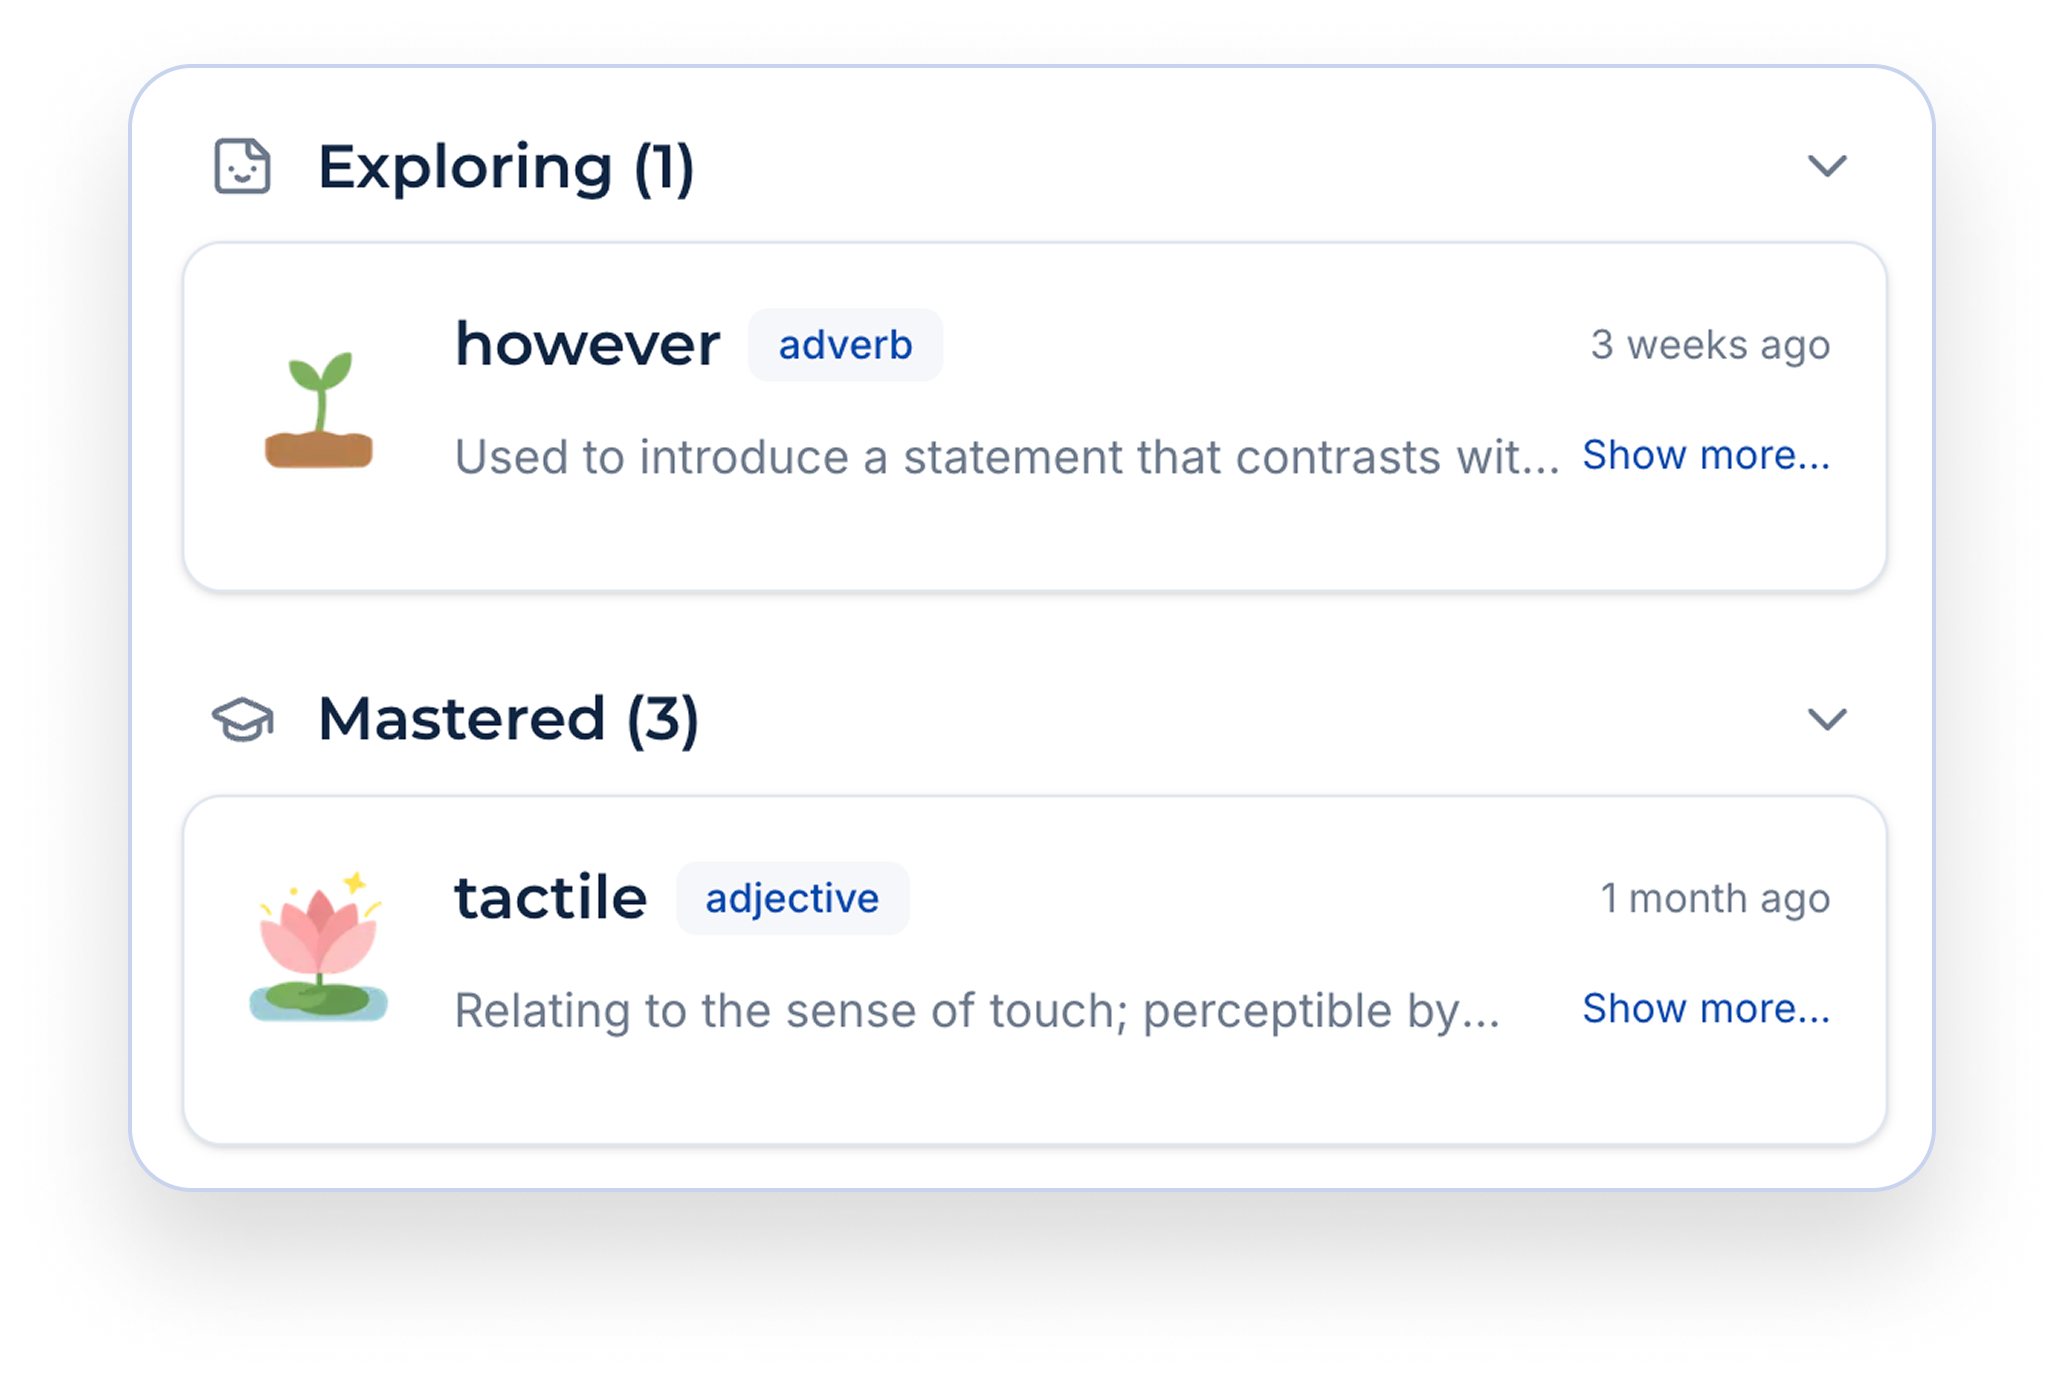 Exploring (1)
however adverb 3 weeks ago
Used to introduce a statement that contrasts wit... Show more...
Mastered (3)
tactile adjective 1 month ago
Relating to the sense of touch; perceptible by... Show more...